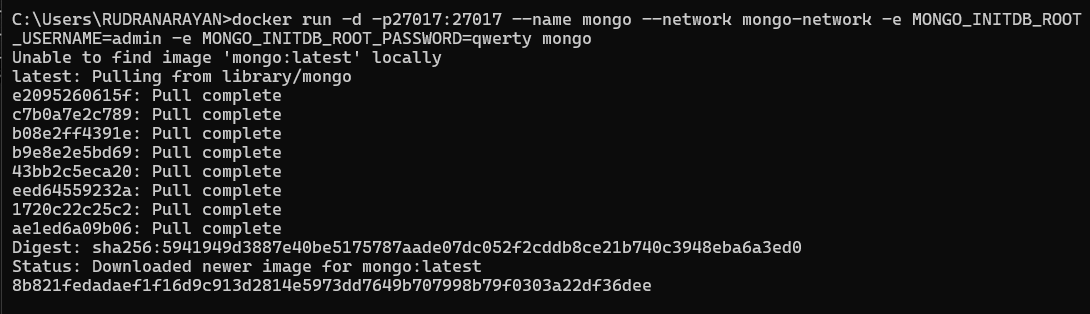 C:\Users\RUDRANARAYAN>docker run -d -p27017:27017 --name mongo --network mongo-network -e MONGO_INITDB_ROOT
_USERNAME=admin -e MONGO_INITDB_ROOT_PASSWORD=qwerty mongo
Unable to find image 'mongo:latest' locally
latest: Pulling from library/mongo
e2095260615f: Pull complete
c7b0a7e2c789: Pull complete
b08e2ff4391e: Pull complete
b9e8e2e5bd69: Pull complete
43bb2c5eca20: Pull complete
eed64559232a: Pull complete
1720c22c25c2: Pull complete
ae1ed6a09b06: Pull complete
Digest: sha256:5941949d3887e40be5175787aade07dc052f2cddb8ce21b740c3948eba6a3ed0
Status: Downloaded newer image for mongo:latest
8b821fedadaef1f16d9c913d2814e5973dd7649b707998b79f0303a22df36dee